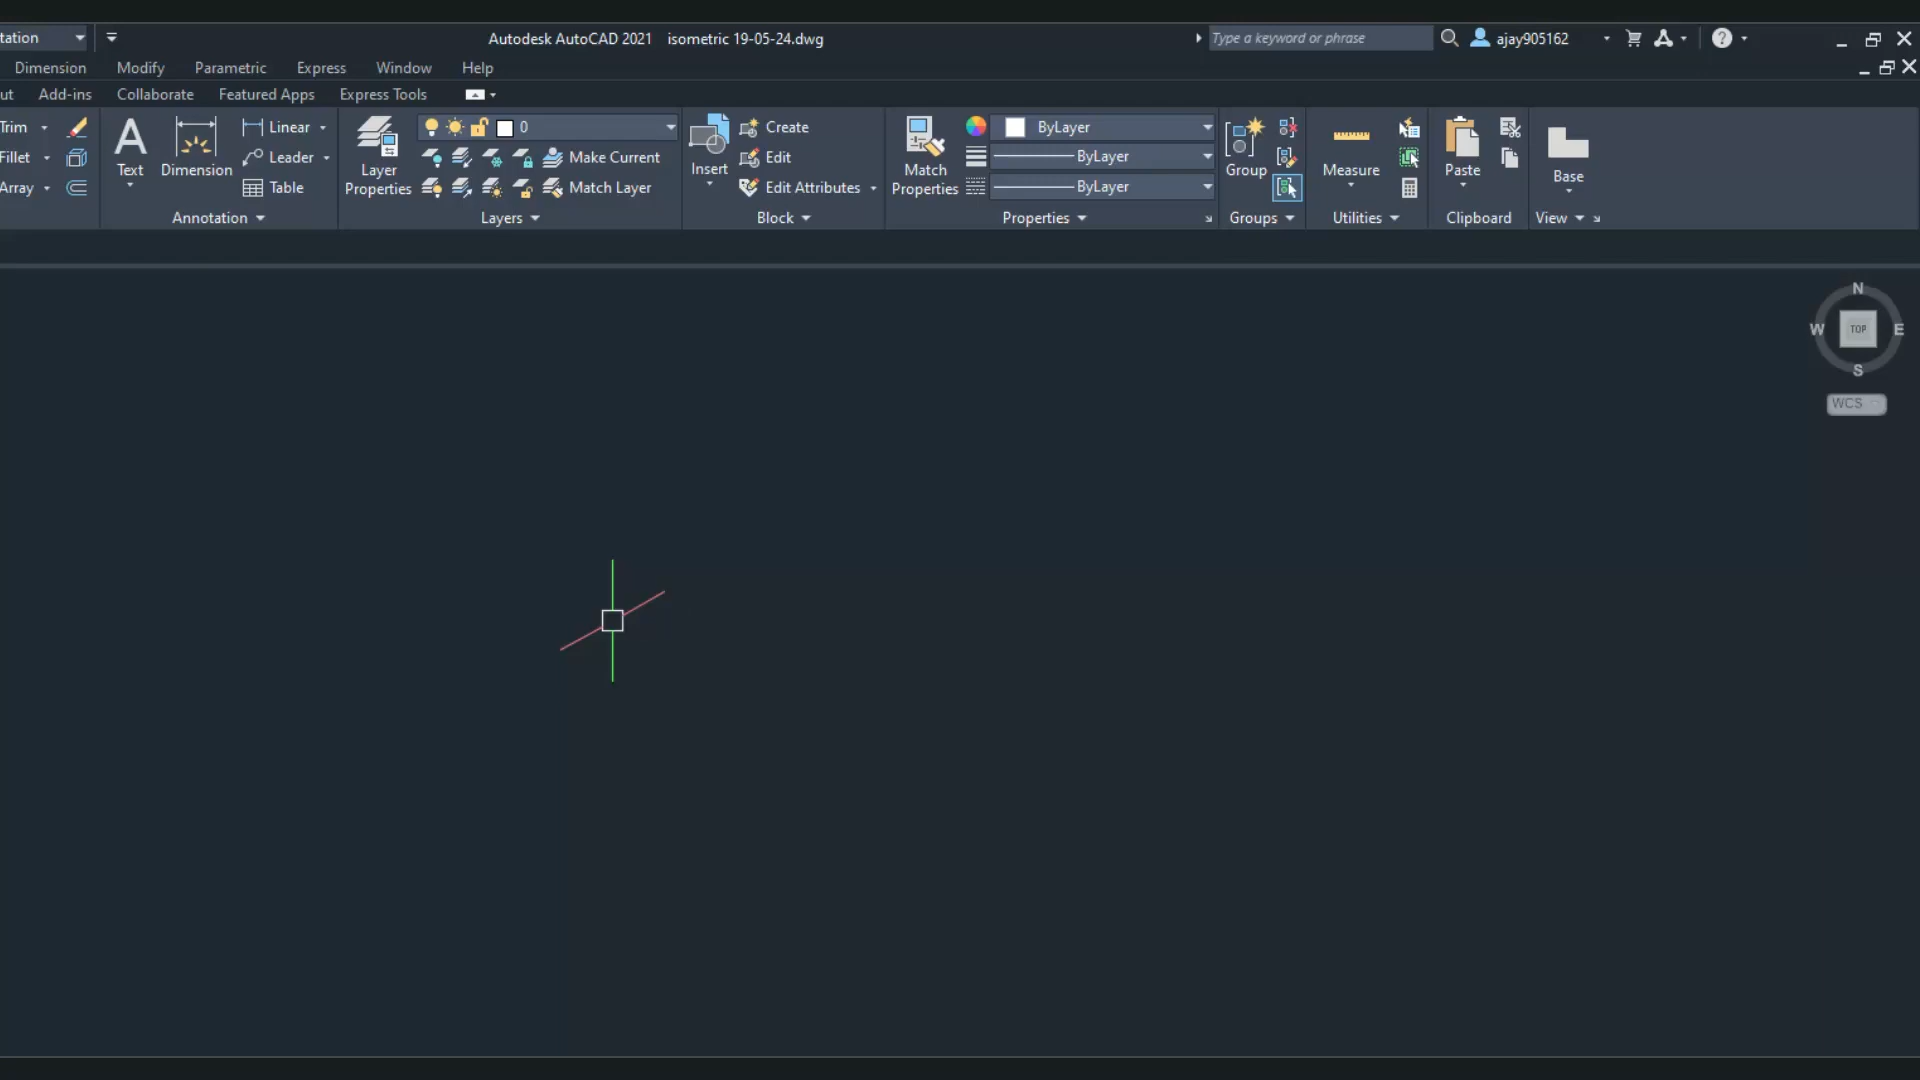 tation
Autodesk AutoCAD 2021 isometric 19-05-24.dwg
Type a keyword or phrase
ajay905162
?
Dimension Modify Parametric Express Window Help
ut Add-ins Collaborate Featured Apps Express Tools
Trim
Fillet
Array
A
Text
Dimension
Linear
Leader
Table
Annotation
Layer
Properties
0
Make Current
Match Layer
Layers
Insert
Create
Edit
Edit Attributes
Block
Match
Properties
ByLayer
ByLayer
ByLayer
Properties
Group
Groups
Measure
Utilities
Paste
Clipboard
Base
View
N
W TOP E
S
WCS